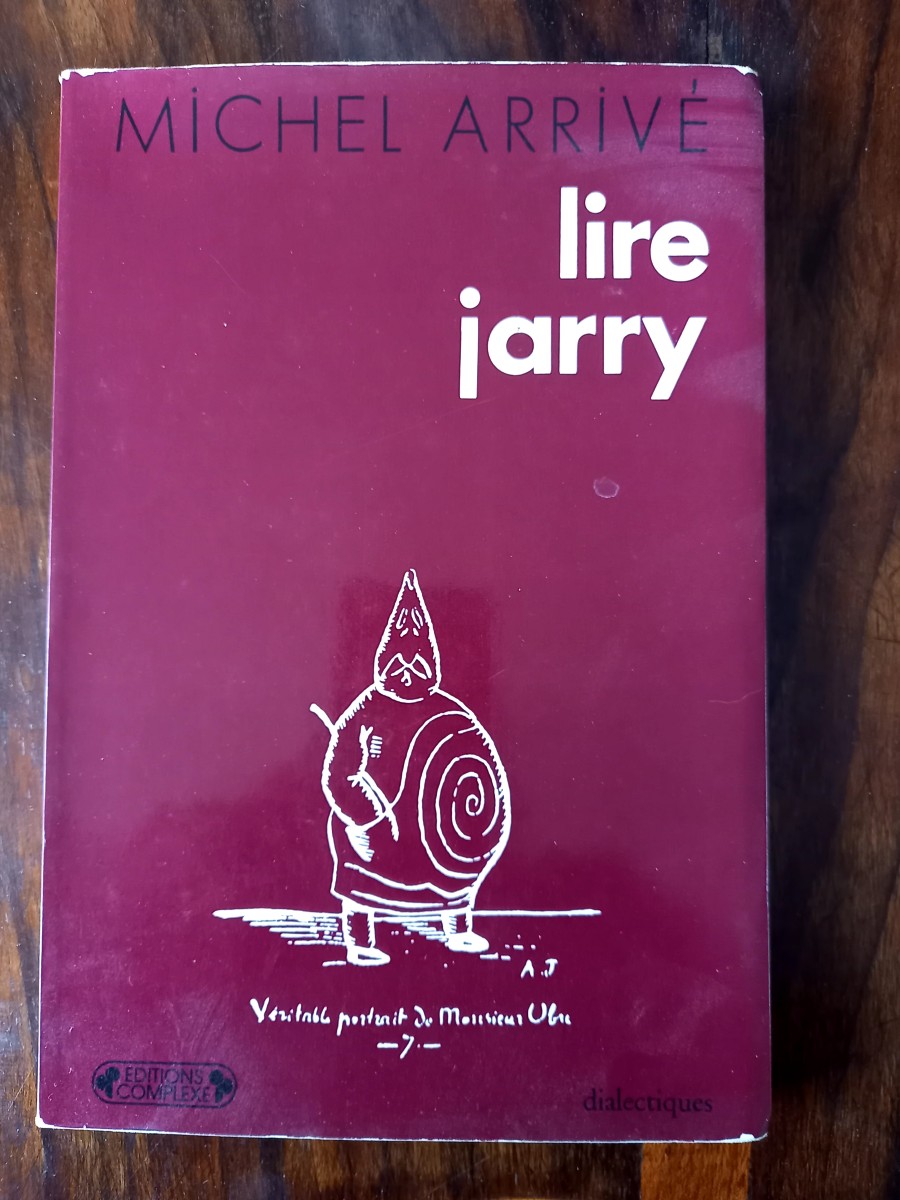 MiCHEL ARRiVÉ
lire
jarry
A.J
Véritable portrait de Monsieur Ubu
—7.—
EDITIONS
COMPLEXE
dialectiques